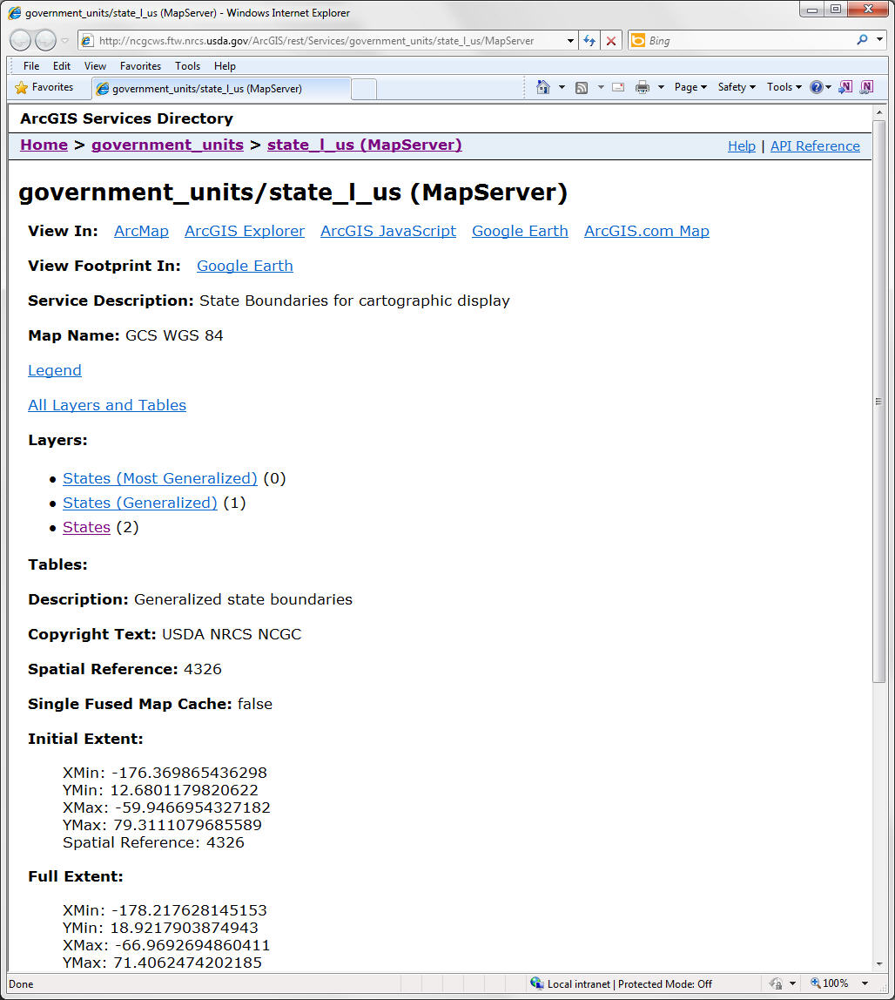 government_units/state_l_us (MapServer) - Windows Internet Explorer
http://ncgcws.ftw.nrcs.usda.gov/ArcGIS/rest/Services/government_units/state_l_us/MapServer
Bing
File Edit View Favorites Tools Help
Favorites government_units/state_l_us (MapServer) Page Safety Tools
ArcGIS Services Directory
Home > government_units > state_l_us (MapServer) Help | API Reference
government_units/state_l_us (MapServer)
View In: ArcMap ArcGIS Explorer ArcGIS JavaScript Google Earth ArcGIS.com Map
View Footprint In: Google Earth
Service Description: State Boundaries for cartographic display
Map Name: GCS WGS 84
Legend
All Layers and Tables
Layers:
• States (Most Generalized) (0)
• States (Generalized) (1)
• States (2)
Tables:
Description: Generalized state boundaries
Copyright Text: USDA NRCS NCGC
Spatial Reference: 4326
Single Fused Map Cache: false
Initial Extent:
XMin: -176.369865436298
YMin: 12.6801179820622
XMax: -59.9466954327182
YMax: 79.3111079685589
Spatial Reference: 4326
Full Extent:
XMin: -178.217628145153
YMin: 18.9217903874943
XMax: -66.9692694860411
YMax: 71.4062474202185
Done Local intranet | Protected Mode: Off 100%